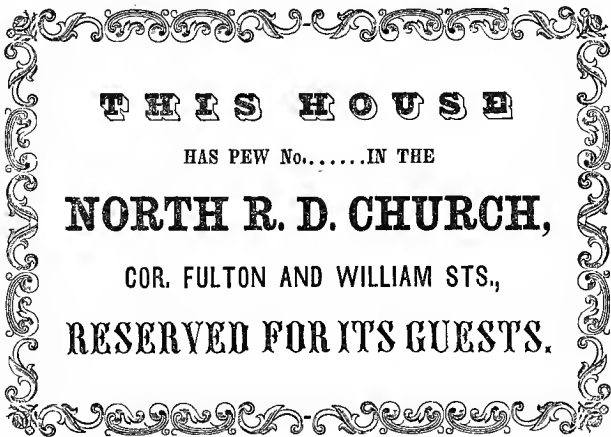 THIS HOUSE
HAS PEW No........IN THE
NORTH R. D. CHURCH,
COR. FULTON AND WILLIAM STS.,
RESERVED FOR ITS GUESTS.